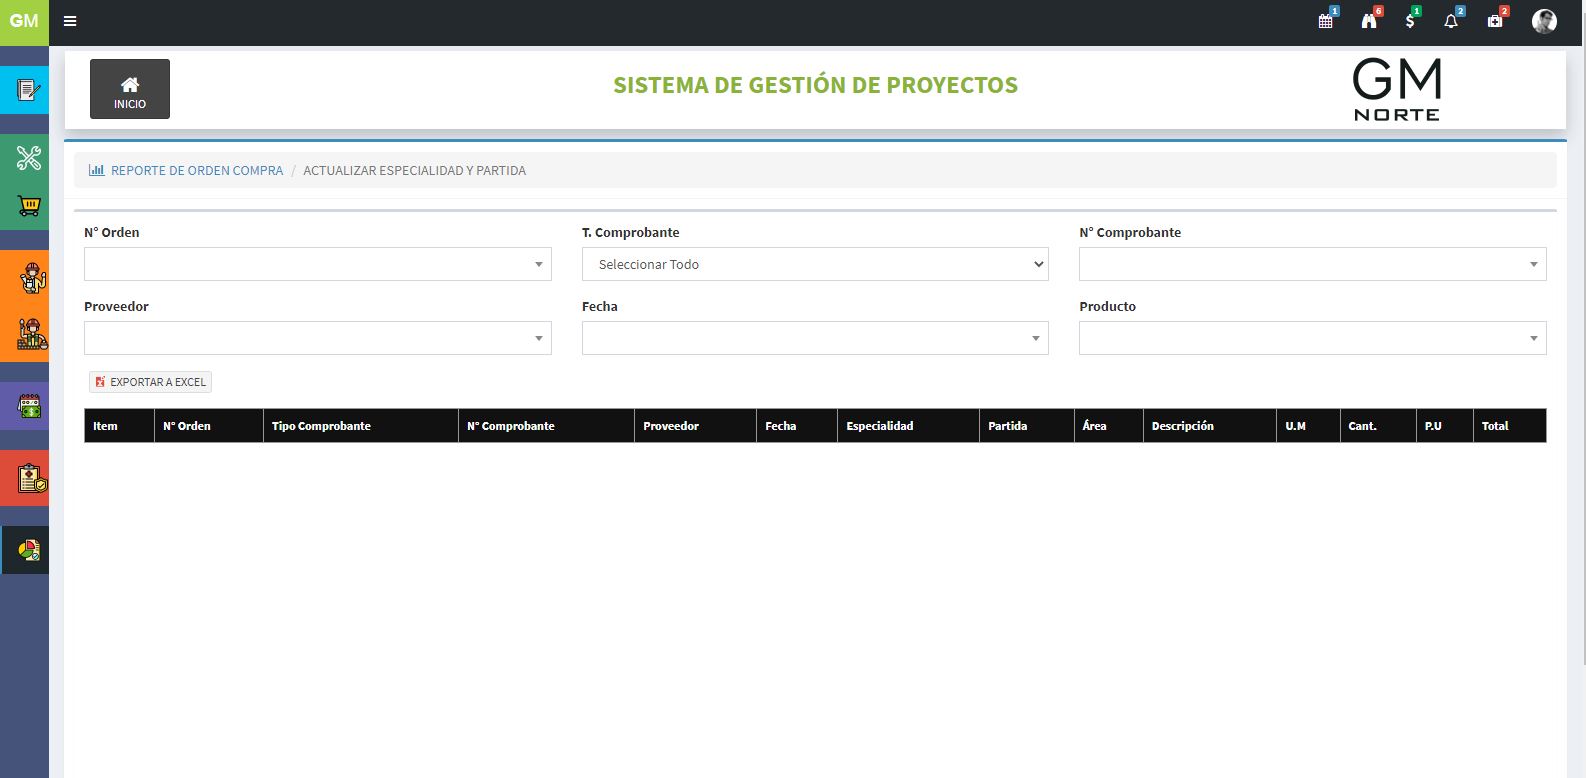 GM
1
6
1
2
2
INICIO
SISTEMA DE GESTIÓN DE PROYECTOS
GM
NORTE
REPORTE DE ORDEN COMPRA / ACTUALIZAR ESPECIALIDAD Y PARTIDA
N° Orden
T. Comprobante
N° Comprobante
Seleccionar Todo
Proveedor
Fecha
Producto
EXPORTAR A EXCEL
Item N° Orden Tipo Comprobante N° Comprobante Proveedor Fecha Especialidad Partida Área Descripción U.M Cant. P.U Total